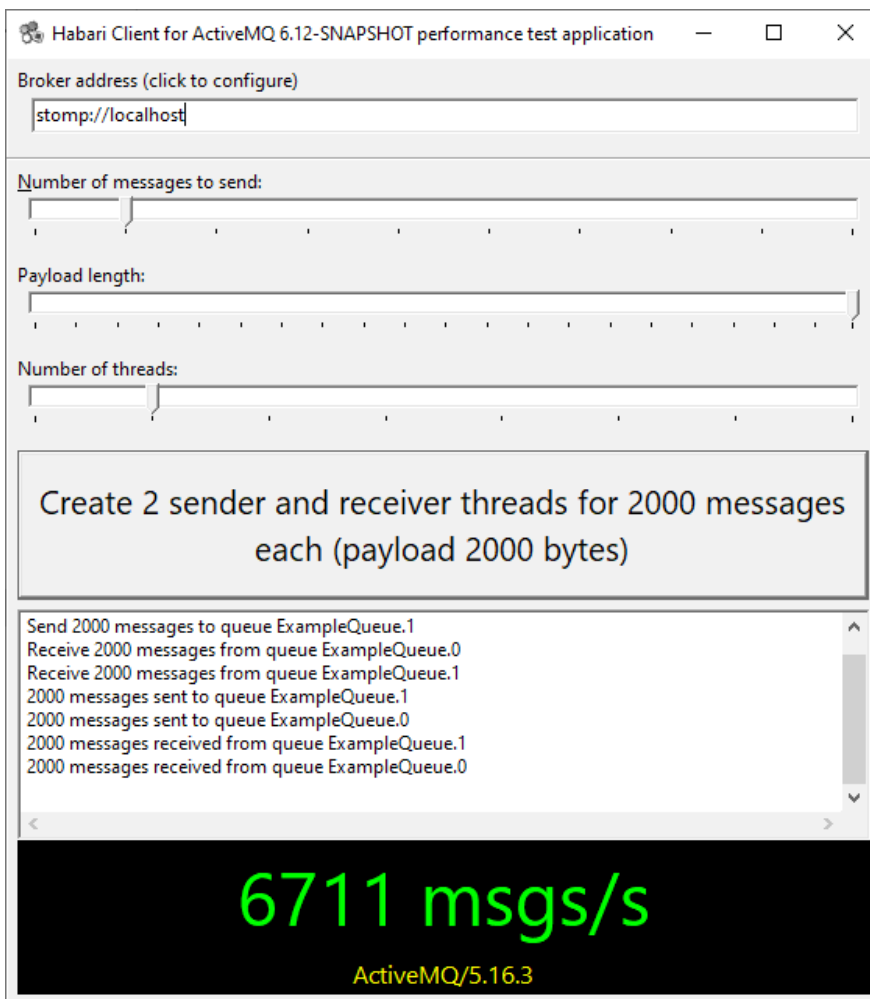 Habari Client for ActiveMQ 6.12-SNAPSHOT performance test application
Broker address (click to configure)
stomp://localhost
Number of messages to send:
Payload length:
Number of threads:
Create 2 sender and receiver threads for 2000 messages
each (payload 2000 bytes)
Send 2000 messages to queue ExampleQueue.1
Receive 2000 messages from queue ExampleQueue.0
Receive 2000 messages from queue ExampleQueue.1
2000 messages sent to queue ExampleQueue.1
2000 messages sent to queue ExampleQueue.0
2000 messages received from queue ExampleQueue.1
2000 messages received from queue ExampleQueue.0
6711 msgs/s
ActiveMQ/5.16.3